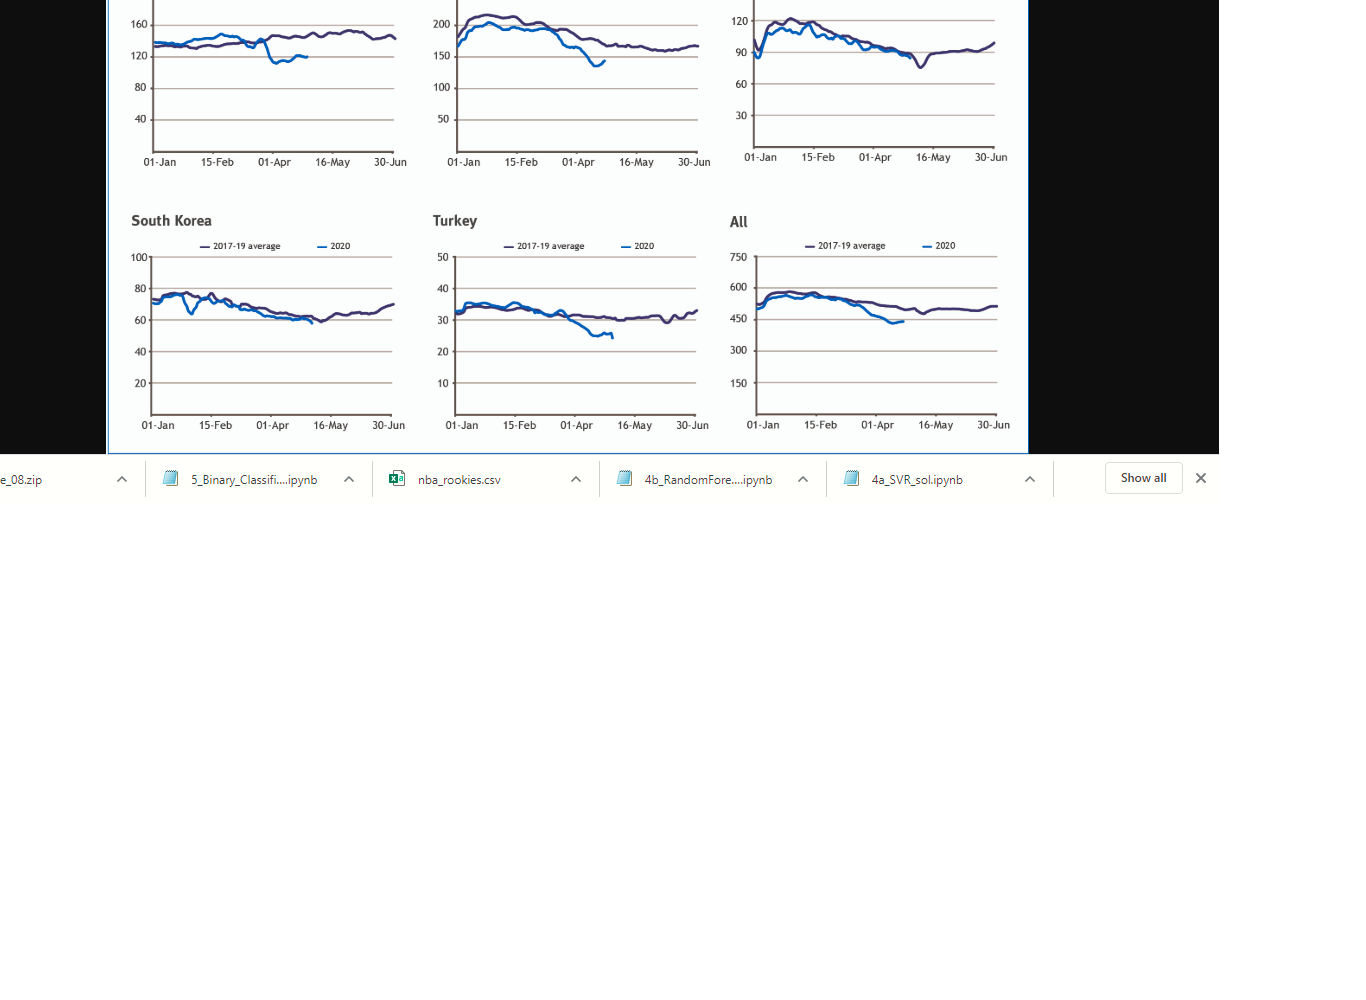 160 200 120
120 150 90
80 100 60
40 50 30
01-Jan 15-Feb 01-Apr 16-May 30-Jun 01-Jan 15-Feb 01-Apr 16-May 30-Jun 01-Jan 15-Feb 01-Apr 16-May 30-Jun
South Korea Turkey All
2017-19 average 2020 2017-19 average 2020 2017-19 average 2020
100 50 750
80 40 600
60 30 450
40 20 300
20 10 150
01-Jan 15-Feb 01-Apr 16-May 30-Jun 01-Jan 15-Feb 01-Apr 16-May 30-Jun 01-Jan 15-Feb 01-Apr 16-May 30-Jun
e_08.zip 5_Binary_Classifi....ipynb nba_rookies.csv 4b_RandomFore....ipynb 4a_SVR_sol.ipynb Show all